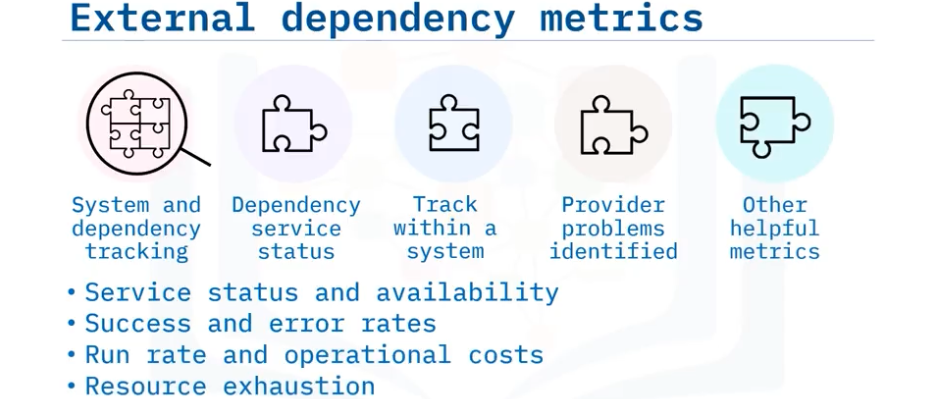 External dependency metrics
System and
dependency
tracking
Dependency
service
status
Track
within a
system
Provider
problems
identified
Other
helpful
metrics
• Service status and availability
• Success and error rates
• Run rate and operational costs
• Resource exhaustion